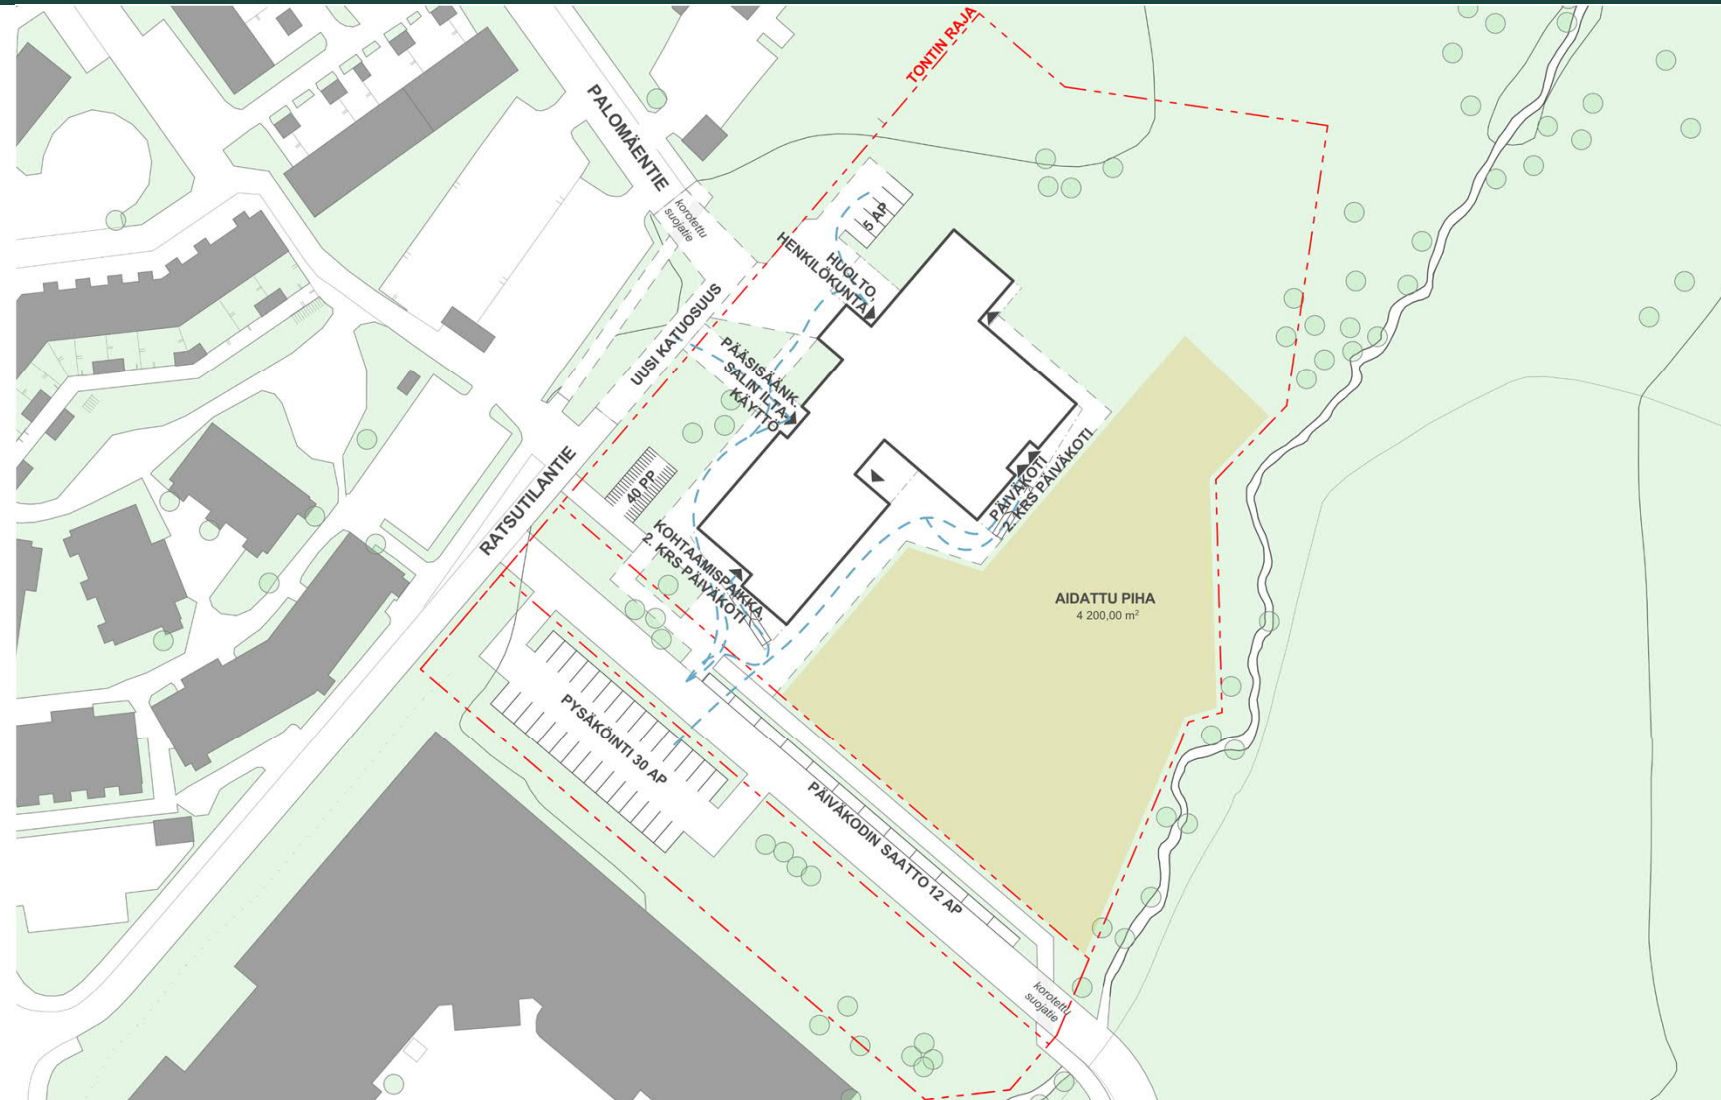 TONTIN RAJA
PALOMÄENTIE
korotettu
suojatie
5 AP
HUOLTO,
HENKILÖKUNTA
UUSI KATUOSUUS
PÄÄSISÄÄNK.
SALIN ILTA-
KÄYTTÖ
RATSUTILANTIE
40 PP
PÄIVÄKOTI
2. KRS PÄIVÄKOTI
KOHTAAMISPAIKKA,
2. KRS PÄIVÄKOTI
AIDATTU PIHA
4 200,00 m²
PYSÄKÖINTI 30 AP
PÄIVÄKODIN SAATTO 12 AP
korotettu
suojatie